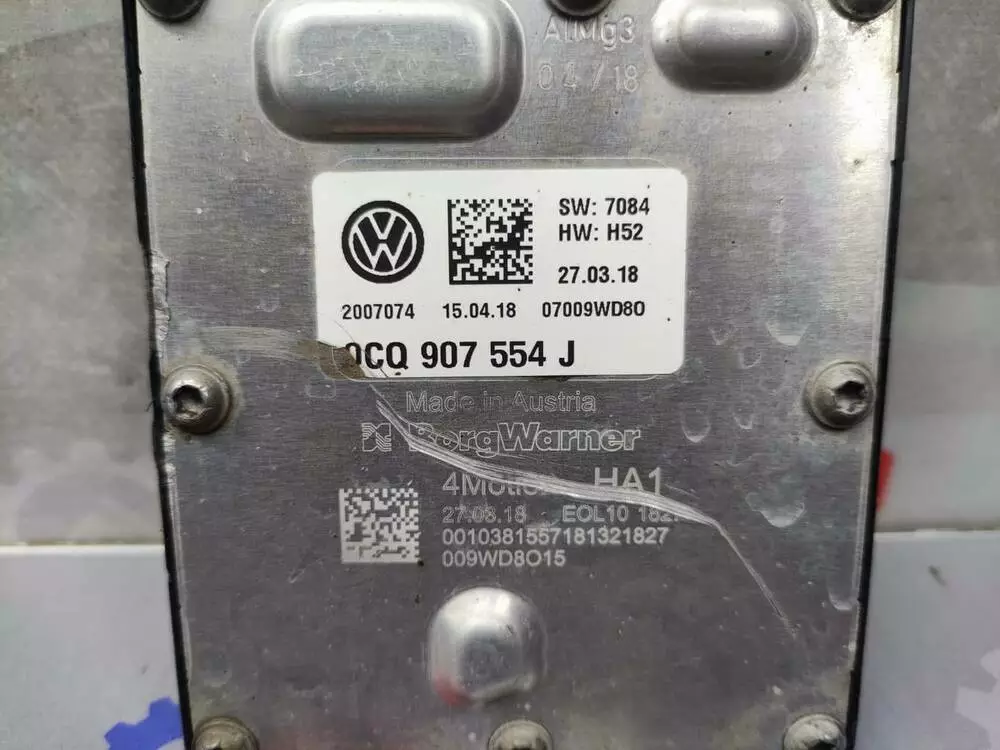 AlMg3
04/18
SW: 7084
HW: H52
27.03.18
2007074 15.04.18 07009WD8O
0CQ 907 554 J
Made in Austria
BorgWarner
4Motion HA1
27.03.18 EOL10
0010381557181321827
009WD8O15